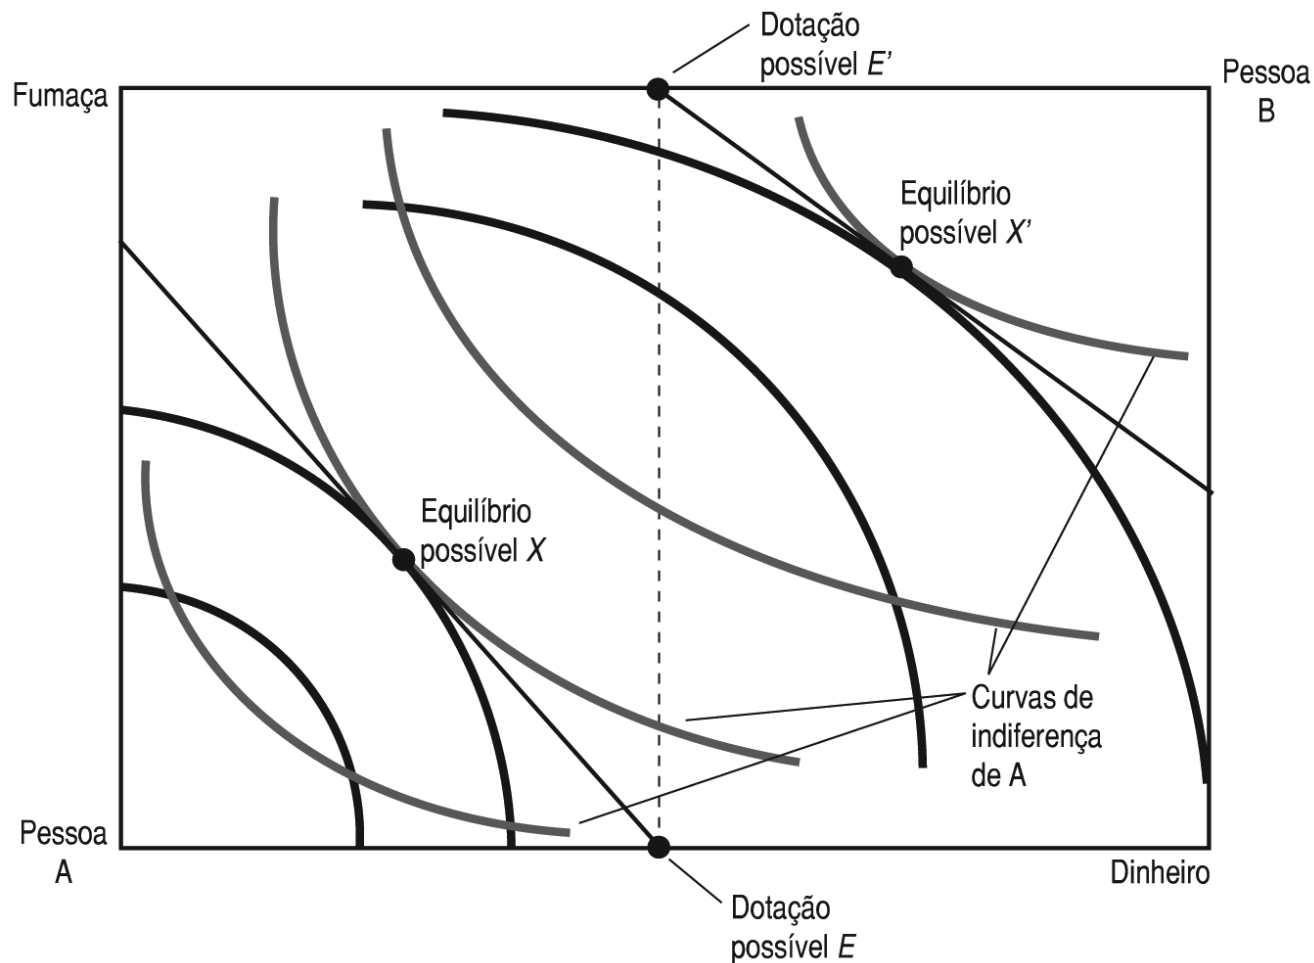 Dotação
possível E'
Pessoa
B
Fumaça
Equilíbrio
possível X'
Equilíbrio
possível X
Curvas de
indiferença
de A
Pessoa
A
Dinheiro
Dotação
possível E